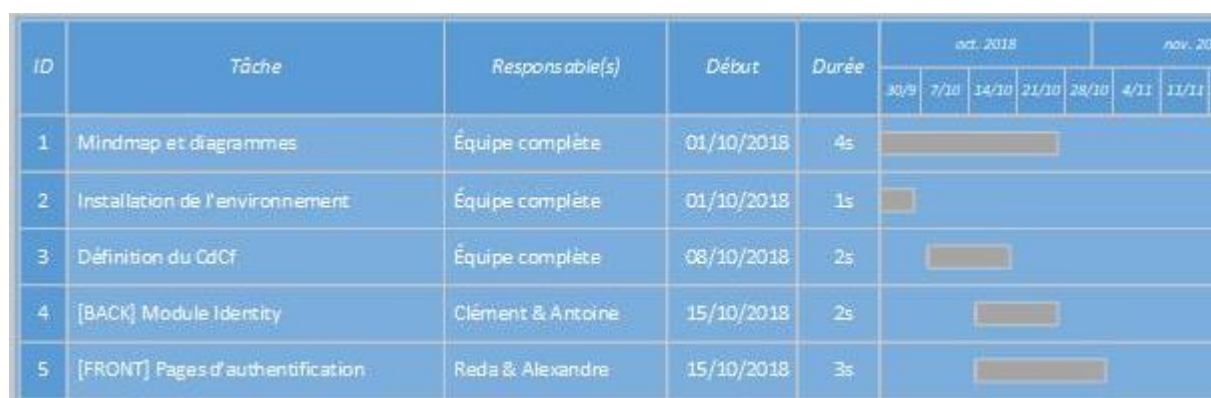 ID Tâche Responsable(s) Début Durée oct. 2018 nov. 20
30/9 7/10 14/10 21/10 28/10 4/11 11/11
1 Mindmap et diagrammes Équipe complète 01/10/2018 4s
2 Installation de l'environnement Équipe complète 01/10/2018 1s
3 Définition du CdCf Équipe complète 08/10/2018 2s
4 [BACK] Module Identity Clément & Antoine 15/10/2018 2s
5 [FRONT] Pages d'authentification Reda & Alexandre 15/10/2018 3s